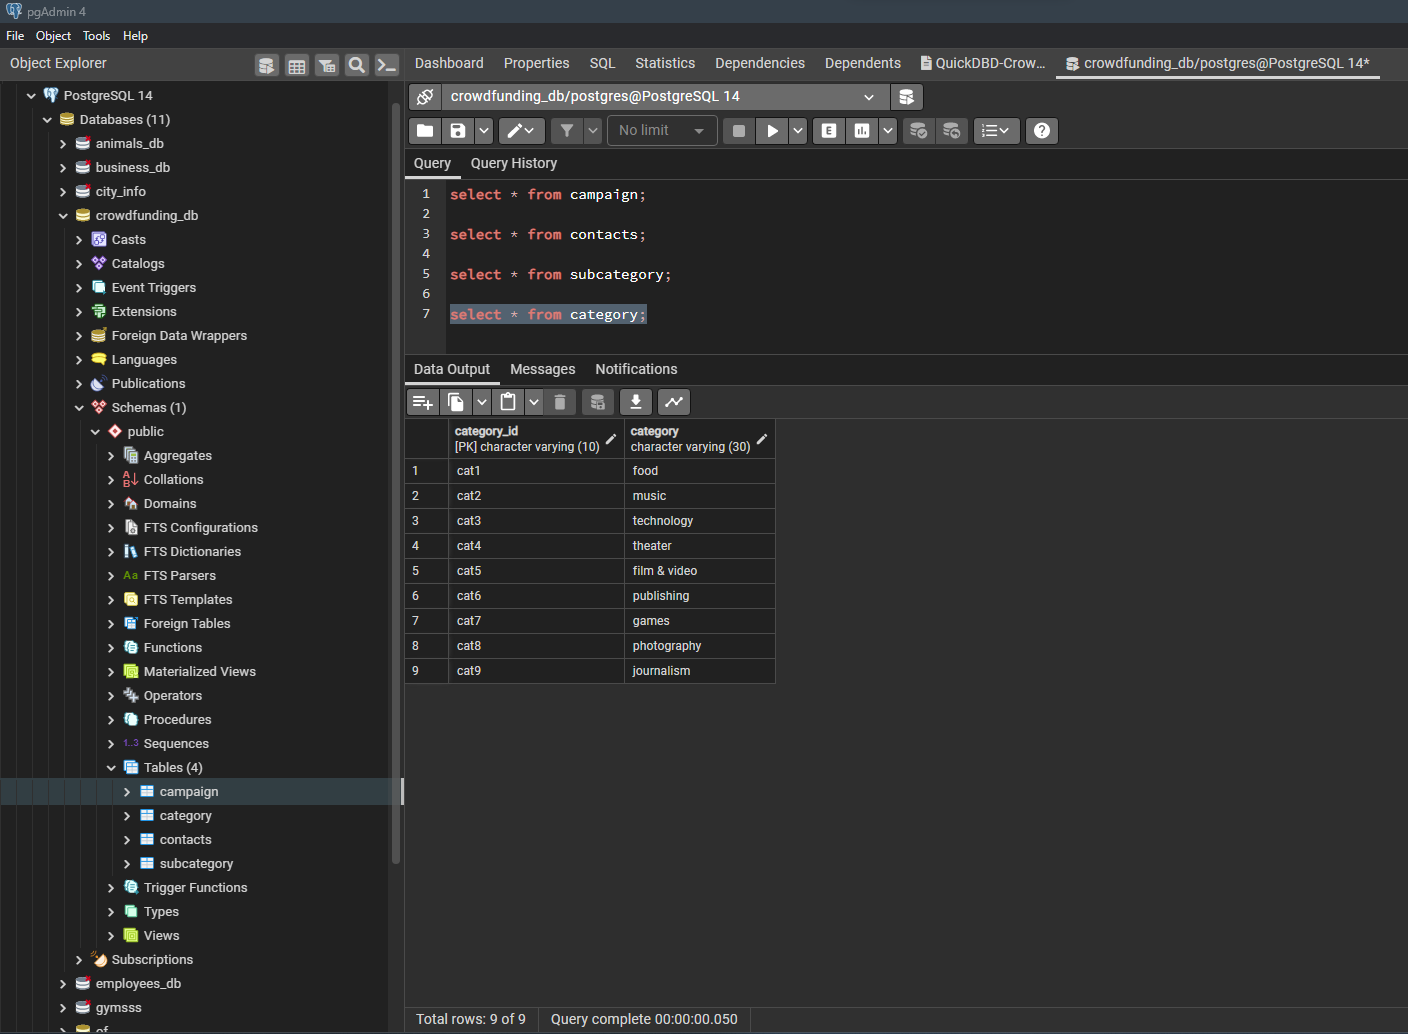 pgAdmin 4
File Object Tools Help
Object Explorer
PostgreSQL 14
Databases (11)
animals_db
business_db
city_info
crowdfunding_db
Casts
Catalogs
Event Triggers
Extensions
Foreign Data Wrappers
Languages
Publications
Schemas (1)
public
Aggregates
Collations
Domains
FTS Configurations
FTS Dictionaries
Aa FTS Parsers
FTS Templates
Foreign Tables
Functions
Materialized Views
Operators
Procedures
1..3 Sequences
Tables (4)
campaign
category
contacts
subcategory
Trigger Functions
Types
Views
Subscriptions
employees_db
gymsss
Dashboard Properties SQL Statistics Dependencies Dependents QuickDBD-Crow... crowdfunding_db/postgres@PostgreSQL 14*
crowdfunding_db/postgres@PostgreSQL 14
No limit E
Query Query History
1 select * from campaign;
2
3 select * from contacts;
4
5 select * from subcategory;
6
7 select * from category;
Data Output Messages Notifications
category_id category
[PK] character varying (10) character varying (30)
1 cat1 food
2 cat2 music
3 cat3 technology
4 cat4 theater
5 cat5 film & video
6 cat6 publishing
7 cat7 games
8 cat8 photography
9 cat9 journalism
Total rows: 9 of 9 Query complete 00:00:00.050